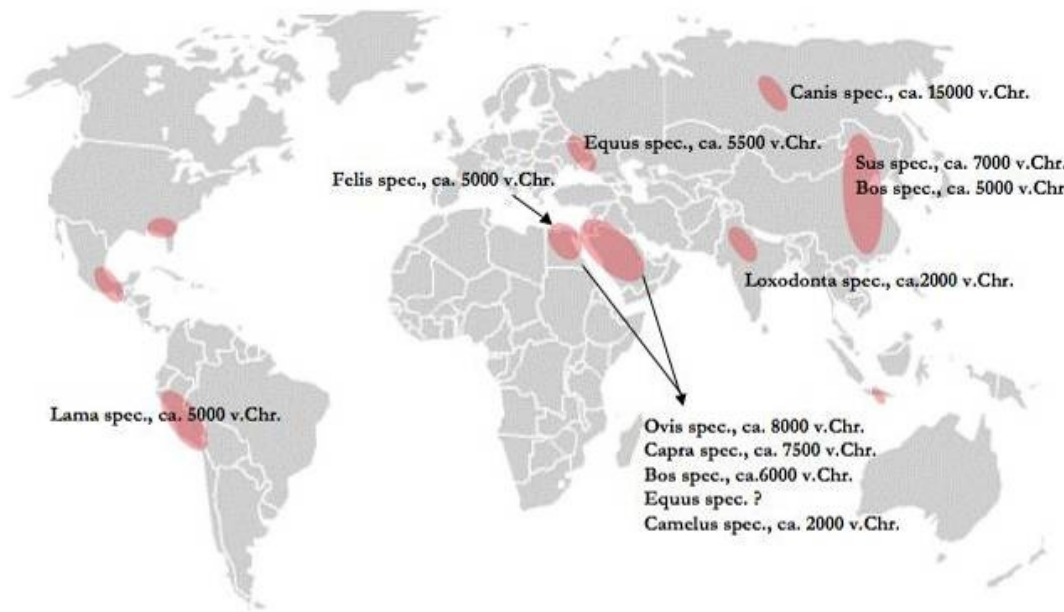 Canis spec., ca. 15000 v.Chr.
Equus spec., ca. 5500 v.Chr.
Sus spec., ca. 7000 v.Chr.
Felis spec., ca. 5000 v.Chr.
Bos spec., ca. 5000 v.Chr.
Loxodonta spec., ca.2000 v.Chr.
Lama spec., ca. 5000 v.Chr.
Ovis spec., ca. 8000 v.Chr.
Capra spec., ca. 7500 v.Chr.
Bos spec., ca.6000 v.Chr.
Equus spec. ?
Camelus spec., ca. 2000 v.Chr.